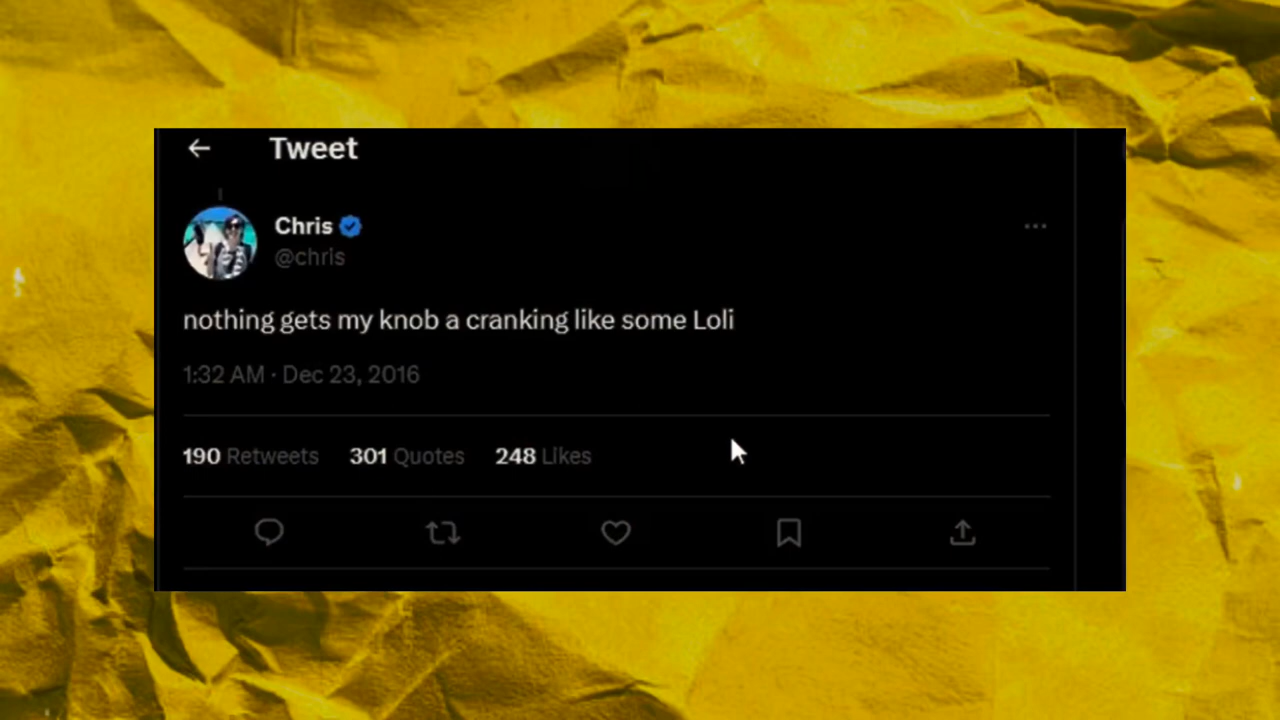 Tweet
Chris
@chris
nothing gets my knob a cranking like some Loli
1:32 AM · Dec 23, 2016
190 Retweets 301 Quotes 248 Likes